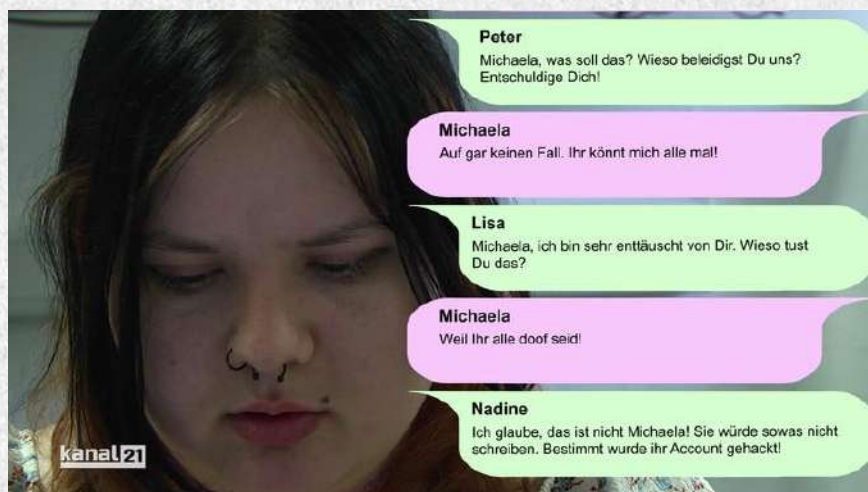 Peter
Michaela, was soll das? Wieso beleidigst Du uns?
Entschuldige Dich!
Michaela
Auf gar keinen Fall. Ihr könnt mich alle mal!
Lisa
Michaela, ich bin sehr enttäuscht von Dir. Wieso tust
Du das?
Michaela
Weil Ihr alle doof seid!
Nadine
Ich glaube, das ist nicht Michaela! Sie würde sowas nicht
schreiben. Bestimmt wurde ihr Account gehackt!
kanal 21